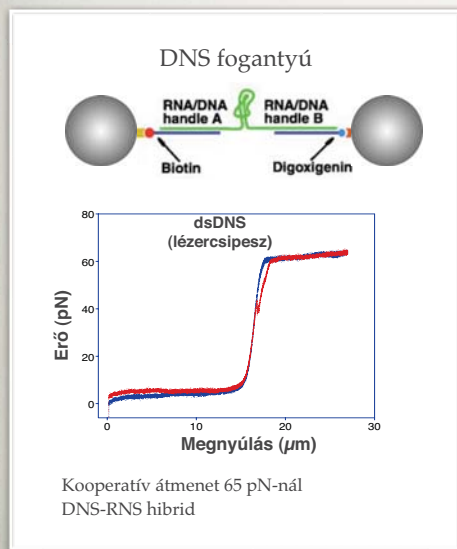 DNS fogantyú
RNA/DNA
handle A
RNA/DNA
handle B
Biotin
Digoxigenin
dsDNS
(lézercsipesz)
80
60
40
20
0
Erő (pN)
0
10
20
30
Megnyúlás (µm)
Kooperatív átmenet 65 pN-nál
DNS-RNS hibrid